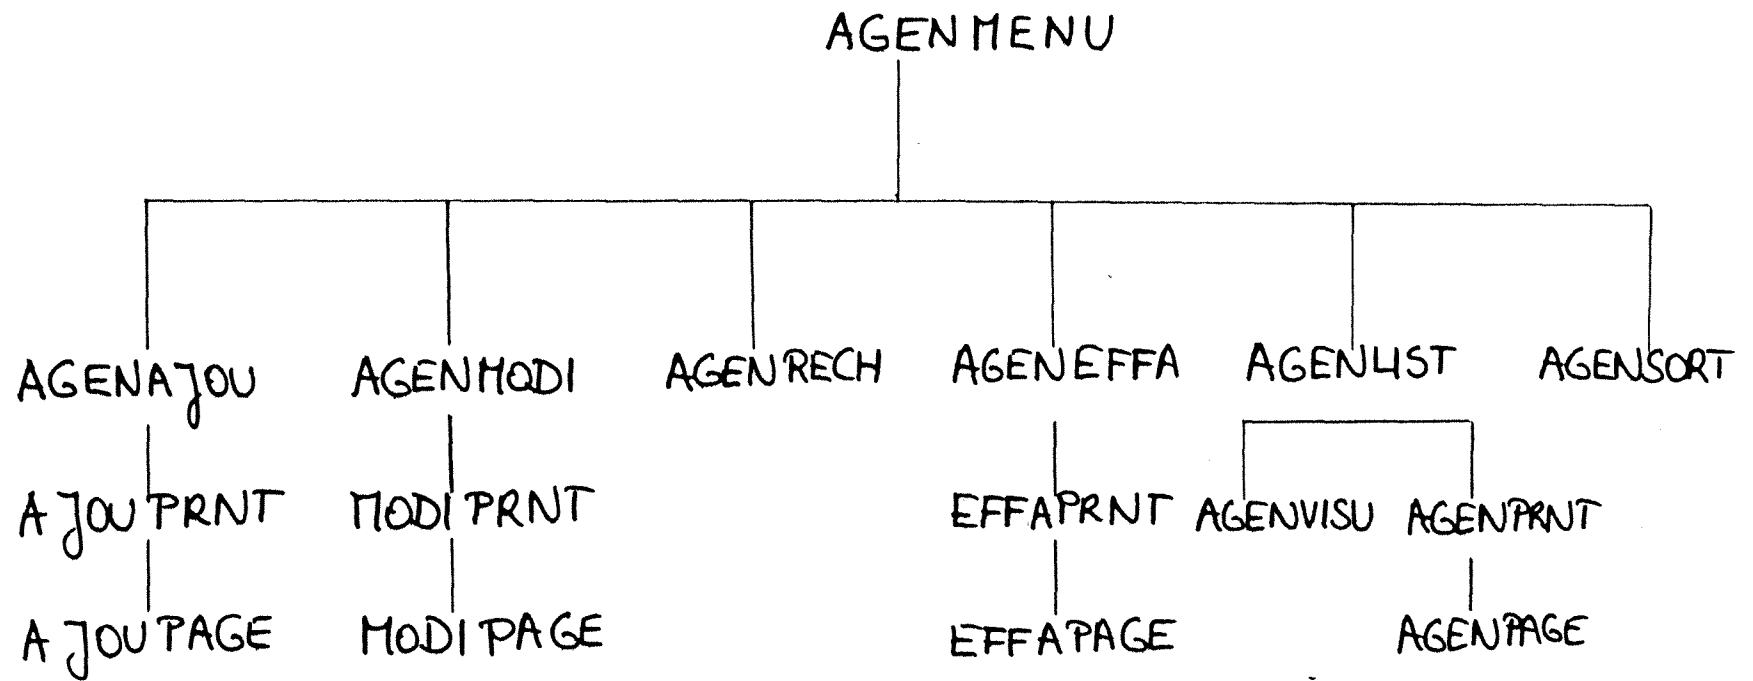 AGENMENU
AGENAJOU AGENMODI AGENRECH AGENEFFA AGENLIST AGENSORT
AJOUPRNT MODIPRNT EFFAPRNT AGENVISU AGENPRNT
AJOUPAGE MODIPAGE EFFAPAGE AGENPAGE